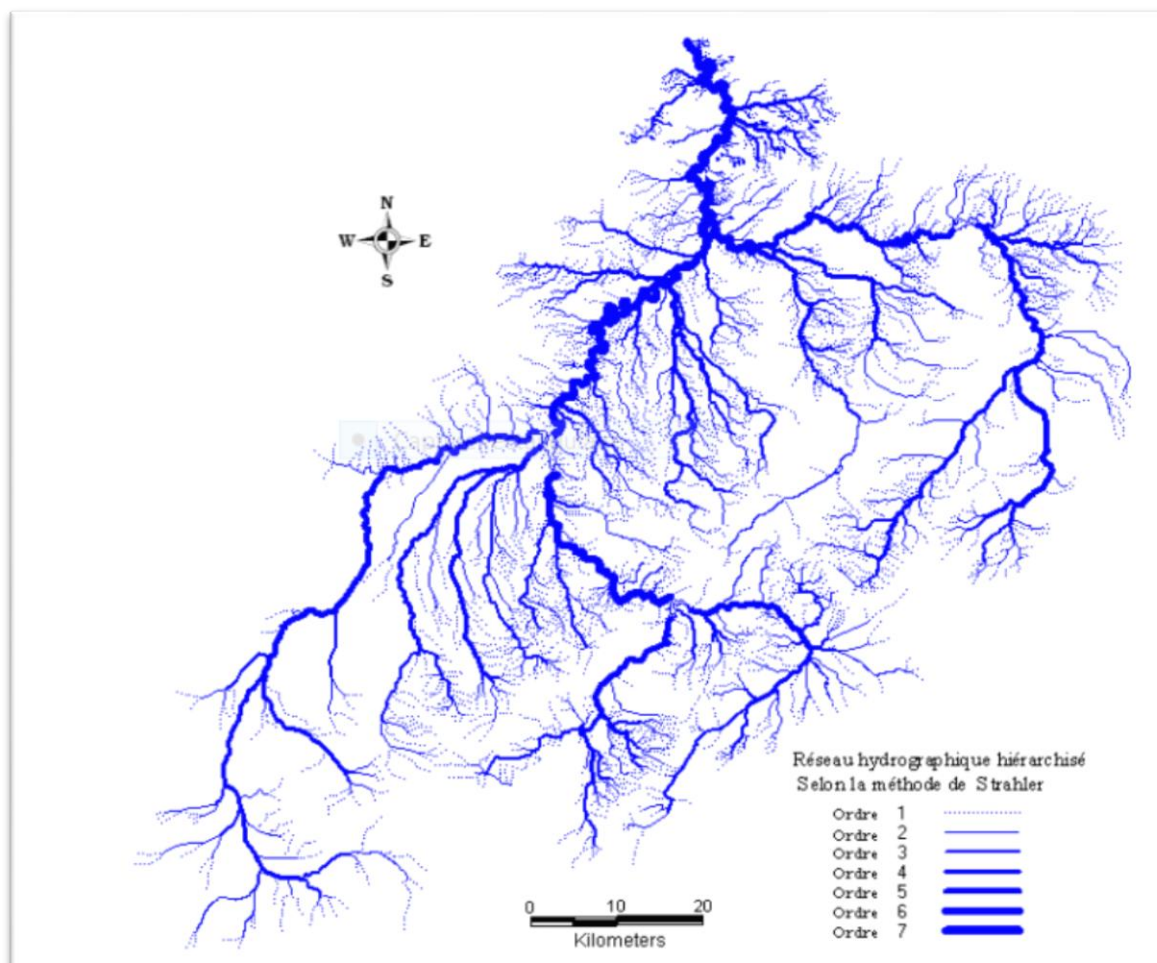 N
W E
S
Réseau hydrographique hiérarchisé
Selon la méthode de Strahler
Ordre 1
Ordre 2
Ordre 3
Ordre 4
Ordre 5
Ordre 6
Ordre 7
0 10 20
Kilometers